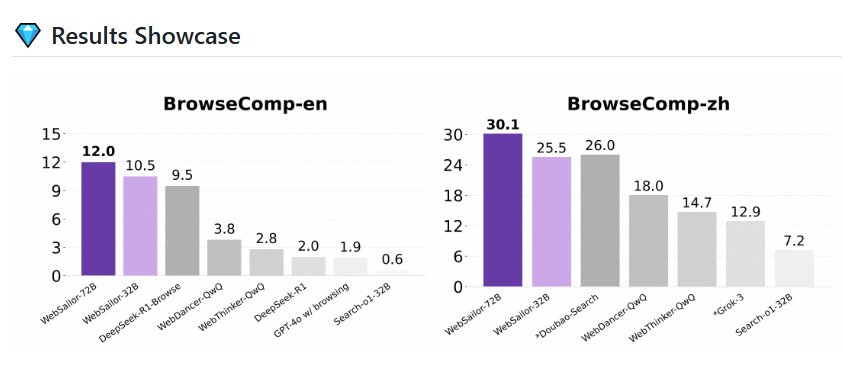 Results Showcase
BrowseComp-en
15
12
9
6
3
0
12.0
10.5
9.5
3.8
2.8
2.0
1.9
0.6
WebSailor-72B
WebSailor-32B
DeepSeek-R1-Browse
WebDancer-QwQ
WebThinker-QwQ
DeepSeek-R1
GPT-4o w/ browsing
Search-o1-32B
BrowseComp-zh
30
24
18
12
6
0
30.1
25.5
26.0
18.0
14.7
12.9
7.2
WebSailor-72B
WebSailor-32B
*Doubao-Search
WebDancer-QwQ
WebThinker-QwQ
*Grok-3
Search-o1-32B